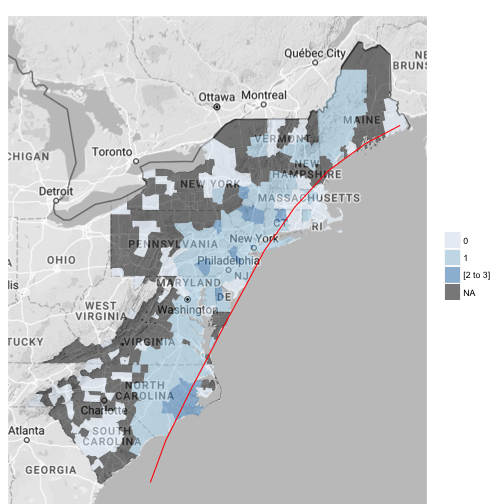 Québec City
NE
BRUNS
Ottawa
Montreal
MAINE
VERMONT
Toronto
CHIGAN
NEW
HAMPSHIRE
Detroit
NEW YORK
MASSACHUSETTS
CT
RI
0
1
[2 to 3]
NA
PENNSYLVANIA
New York
OHIO
Philadelphia
NJ
lis
MARYLAND
DE
WEST
VIRGINIA
Washington
TUCKY
VIRGINIA
NORTH
CAROLINA
Charlotte
Atlanta
SOUTH
CAROLINA
GEORGIA